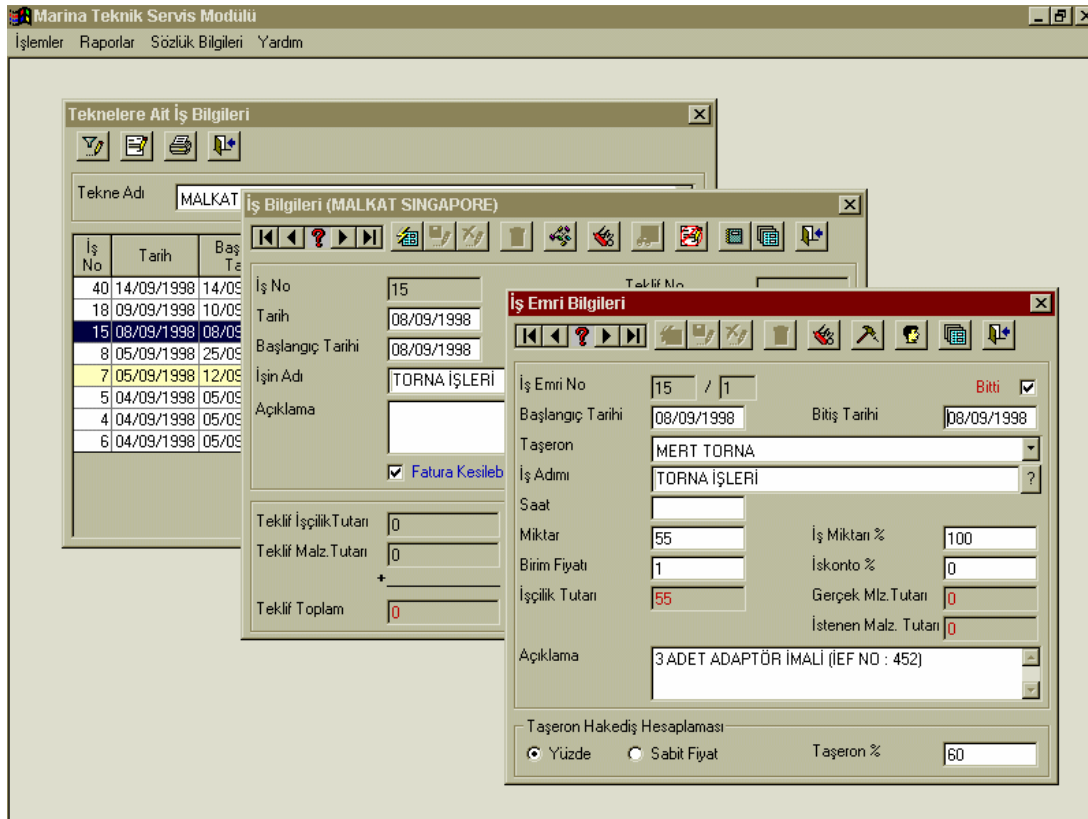 Marina Teknik Servis Modülü
İşlemler Raporlar Sözlük Bilgileri Yardım
Teknelere Ait İş Bilgileri
Tekne Adı MALKAT
İş No Tarih
40 14/09/1998 14/09
18 09/09/1998 10/09
15 08/09/1998 08/09
8 05/09/1998 25/09
7 05/09/1998 12/09
5 04/09/1998 05/09
4 04/09/1998 05/09
6 04/09/1998 05/09
İş Bilgileri (MALKAT SINGAPORE)
İş No 15 Teklif No
Tarih 08/09/1998
Başlangıç Tarihi 08/09/1998
İşin Adı TORNA İŞLERİ
Açıklama
Fatura Kesileb
Teklif İşçilik Tutarı 0
Teklif Malz.Tutarı 0
+
Teklif Toplam 0
İş Emri Bilgileri
İş Emri No 15 / 1 Bitti
Başlangıç Tarihi 08/09/1998 Bitiş Tarihi 08/09/1998
Taşeron MERT TORNA
İş Adımı TORNA İŞLERİ ?
Saat
Miktar 55 İş Miktarı % 100
Birim Fiyatı 1 İskonto % 0
İşçilik Tutarı 55 Gerçek Mlz.Tutarı 0
İstenen Malz. Tutarı 0
Açıklama 3 ADET ADAPTÖR İMALİ (İEF NO : 452)
Taşeron Hakediş Hesaplaması
Yüzde Sabit Fiyat Taşeron % 60